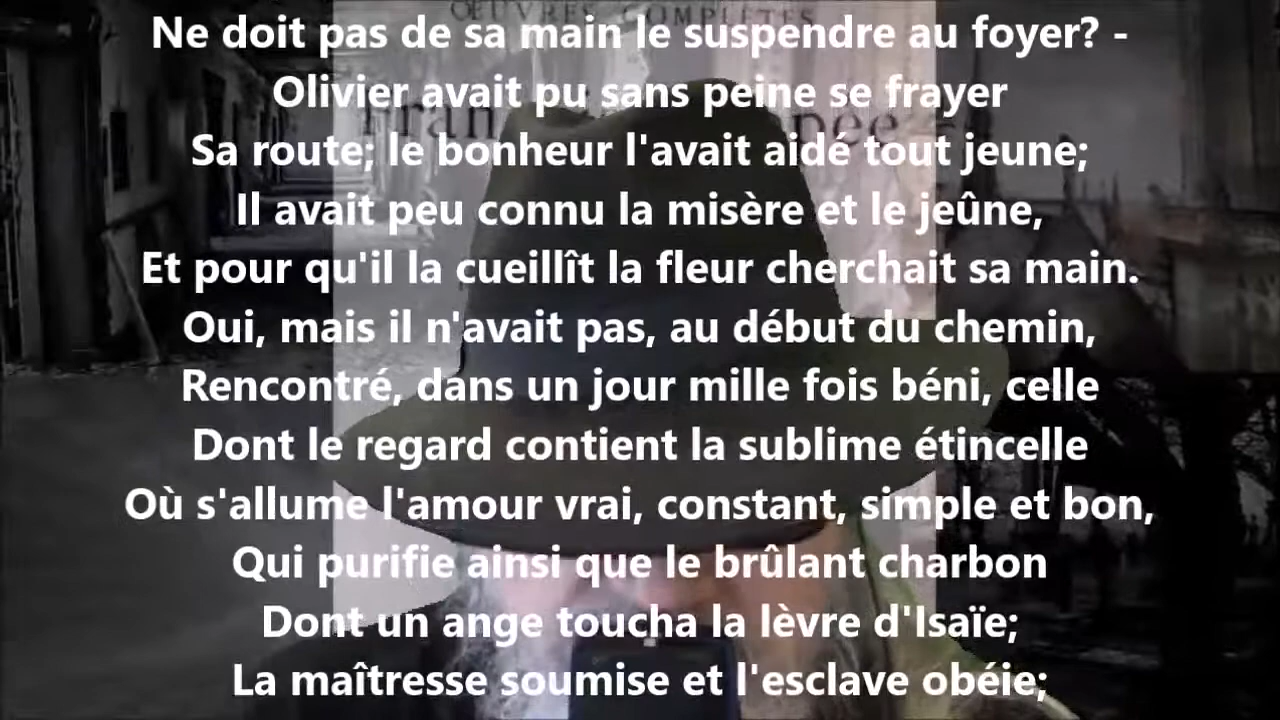 OEUVRES COMPLÈTES
Ne doit pas de sa main le suspendre au foyer? -
Olivier avait pu sans peine se frayer
Sa route; le bonheur l'avait aidé tout jeune;
Il avait peu connu la misère et le jeûne,
Et pour qu'il la cueillît la fleur cherchait sa main.
Oui, mais il n'avait pas, au début du chemin,
Rencontré, dans un jour mille fois béni, celle
Dont le regard contient la sublime étincelle
Où s'allume l'amour vrai, constant, simple et bon,
Qui purifie ainsi que le brûlant charbon
Dont un ange toucha la lèvre d'Isaïe;
La maîtresse soumise et l'esclave obéie;